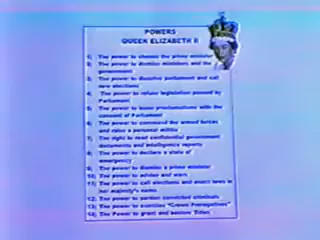 POWERS
QUEEN ELIZABETH II
1) The power to choose the prime minister
2) The power to dismiss ministers and the
government
3) The power to dissolve parliament and call
new elections
4) The power to refuse legislation passed by
Parliament
5) The power to issue proclamations with the
consent of Parliament
6) The power to command the armed forces
and raise a personal militia
7) The right to read confidential government
documents and intelligence reports
8) The power to declare a state of
emergency
9) The power to dismiss a prime minister
10) The power to advise and warn
11) The power to call elections and enact laws in
her majesty's name
12) The power to pardon convicted criminals
13) The power to exercise "Crown Prerogatives"
14) The Power to grant and bestow Titles